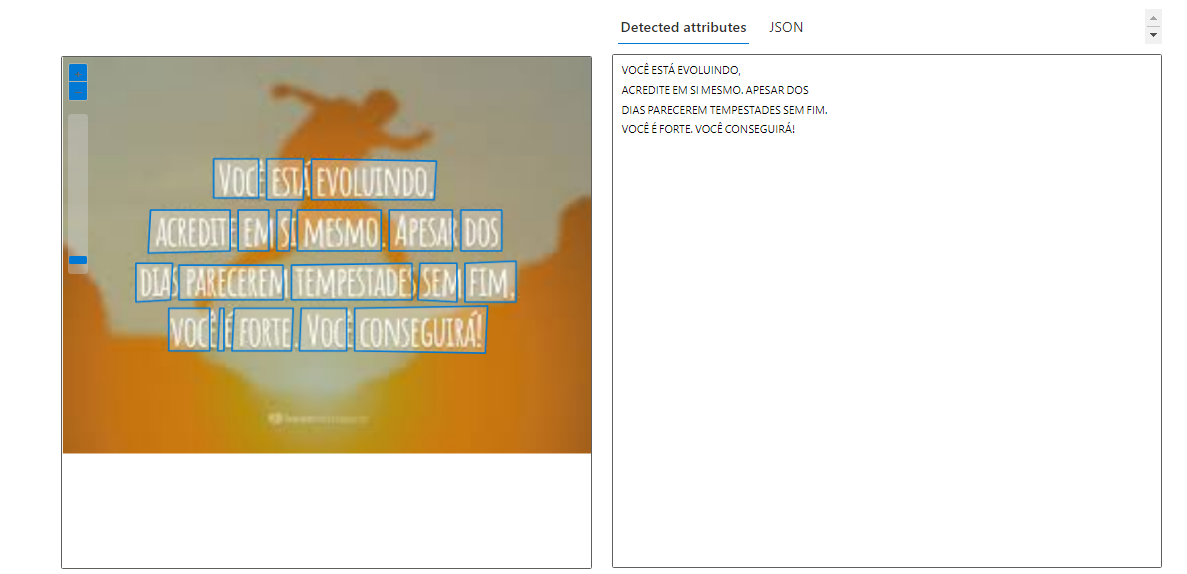 Detected attributes JSON
VOCÊ ESTÁ EVOLUINDO,
ACREDITE EM SI MESMO. APESAR DOS
DIAS PARECEREM TEMPESTADES SEM FIM,
VOCÊ É FORTE. VOCÊ CONSEGUIRÁ!
VOCÊ ESTÁ EVOLUINDO,
ACREDITE EM SI MESMO. APESAR DOS
DIAS PARECEREM TEMPESTADES SEM FIM.
VOCÊ É FORTE. VOCÊ CONSEGUIRÁ!